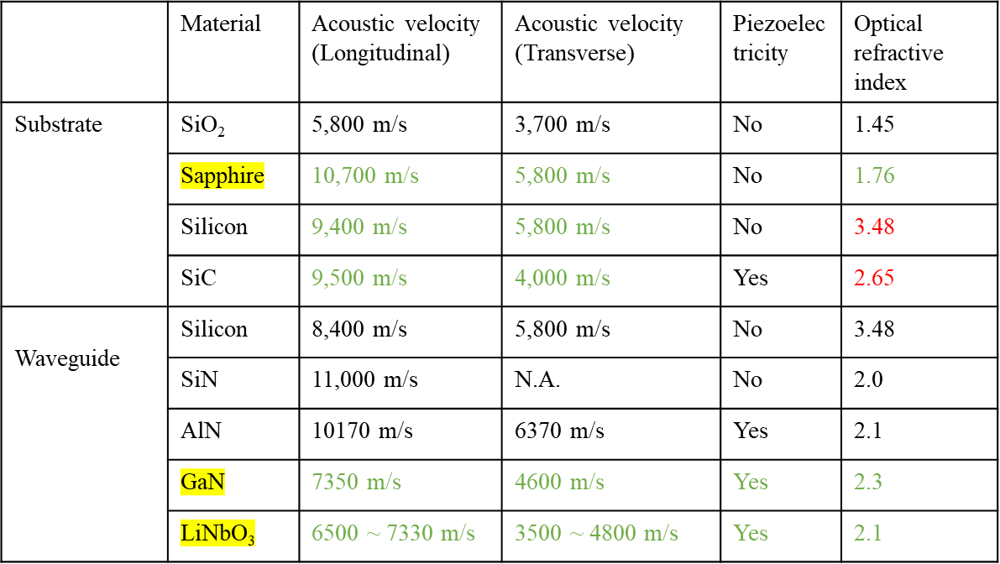 Material Acoustic velocity (Longitudinal) Acoustic velocity (Transverse) Piezoelec tricity Optical refractive index
Substrate SiO₂ 5,800 m/s 3,700 m/s No 1.45
Sapphire 10,700 m/s 5,800 m/s No 1.76
Silicon 9,400 m/s 5,800 m/s No 3.48
SiC 9,500 m/s 4,000 m/s Yes 2.65
Waveguide Silicon 8,400 m/s 5,800 m/s No 3.48
SiN 11,000 m/s N.A. No 2.0
AlN 10170 m/s 6370 m/s Yes 2.1
GaN 7350 m/s 4600 m/s Yes 2.3
LiNbO₃ 6500 ~ 7330 m/s 3500 ~ 4800 m/s Yes 2.1